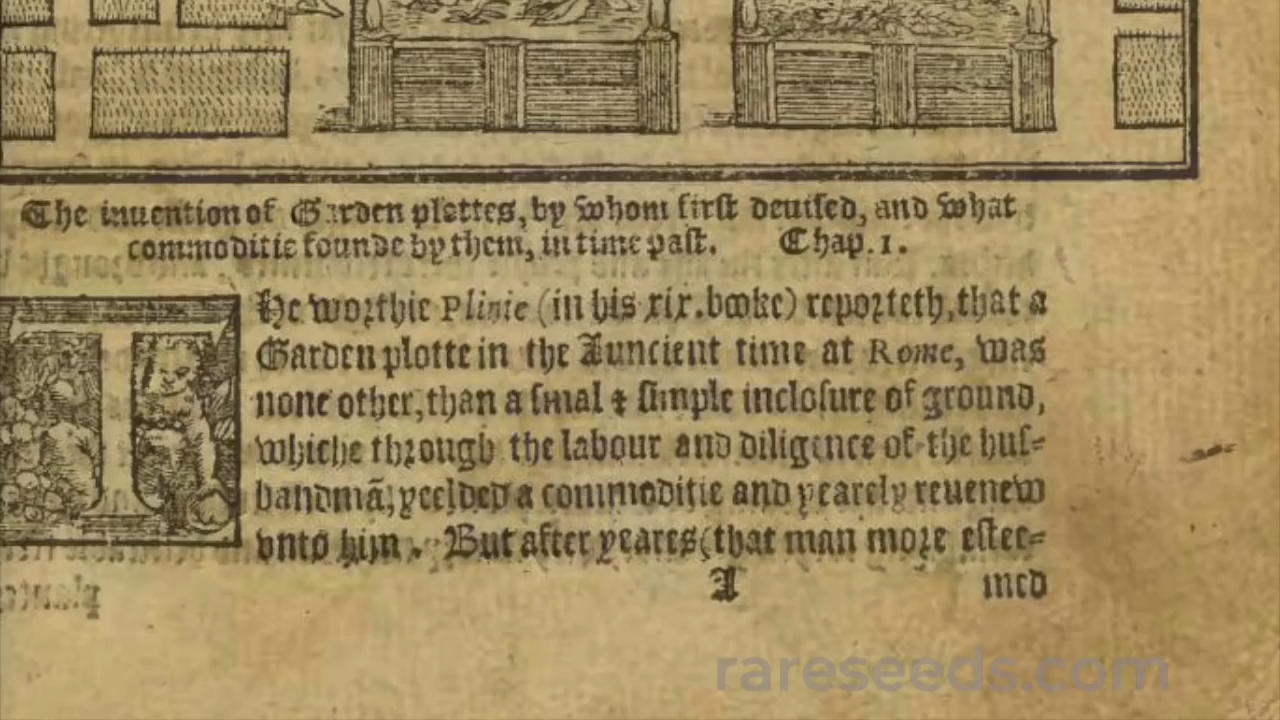 The inuention of Garden plottes, by whom first deuised, and what
commoditie founde by them, in time past. Chap. 1.
THe worthie Plinie (in his xix. booke) reporteth, that a
Garden plotte in the Auncient time at Rome, was
none other, than a smal & simple inclosure of ground,
whiche through the labour and diligence of the hus=
bandmā, yeelded a commoditie and yearely reuenew
vnto him. But after yeares (that man more estee=
A med
rareseeds.com